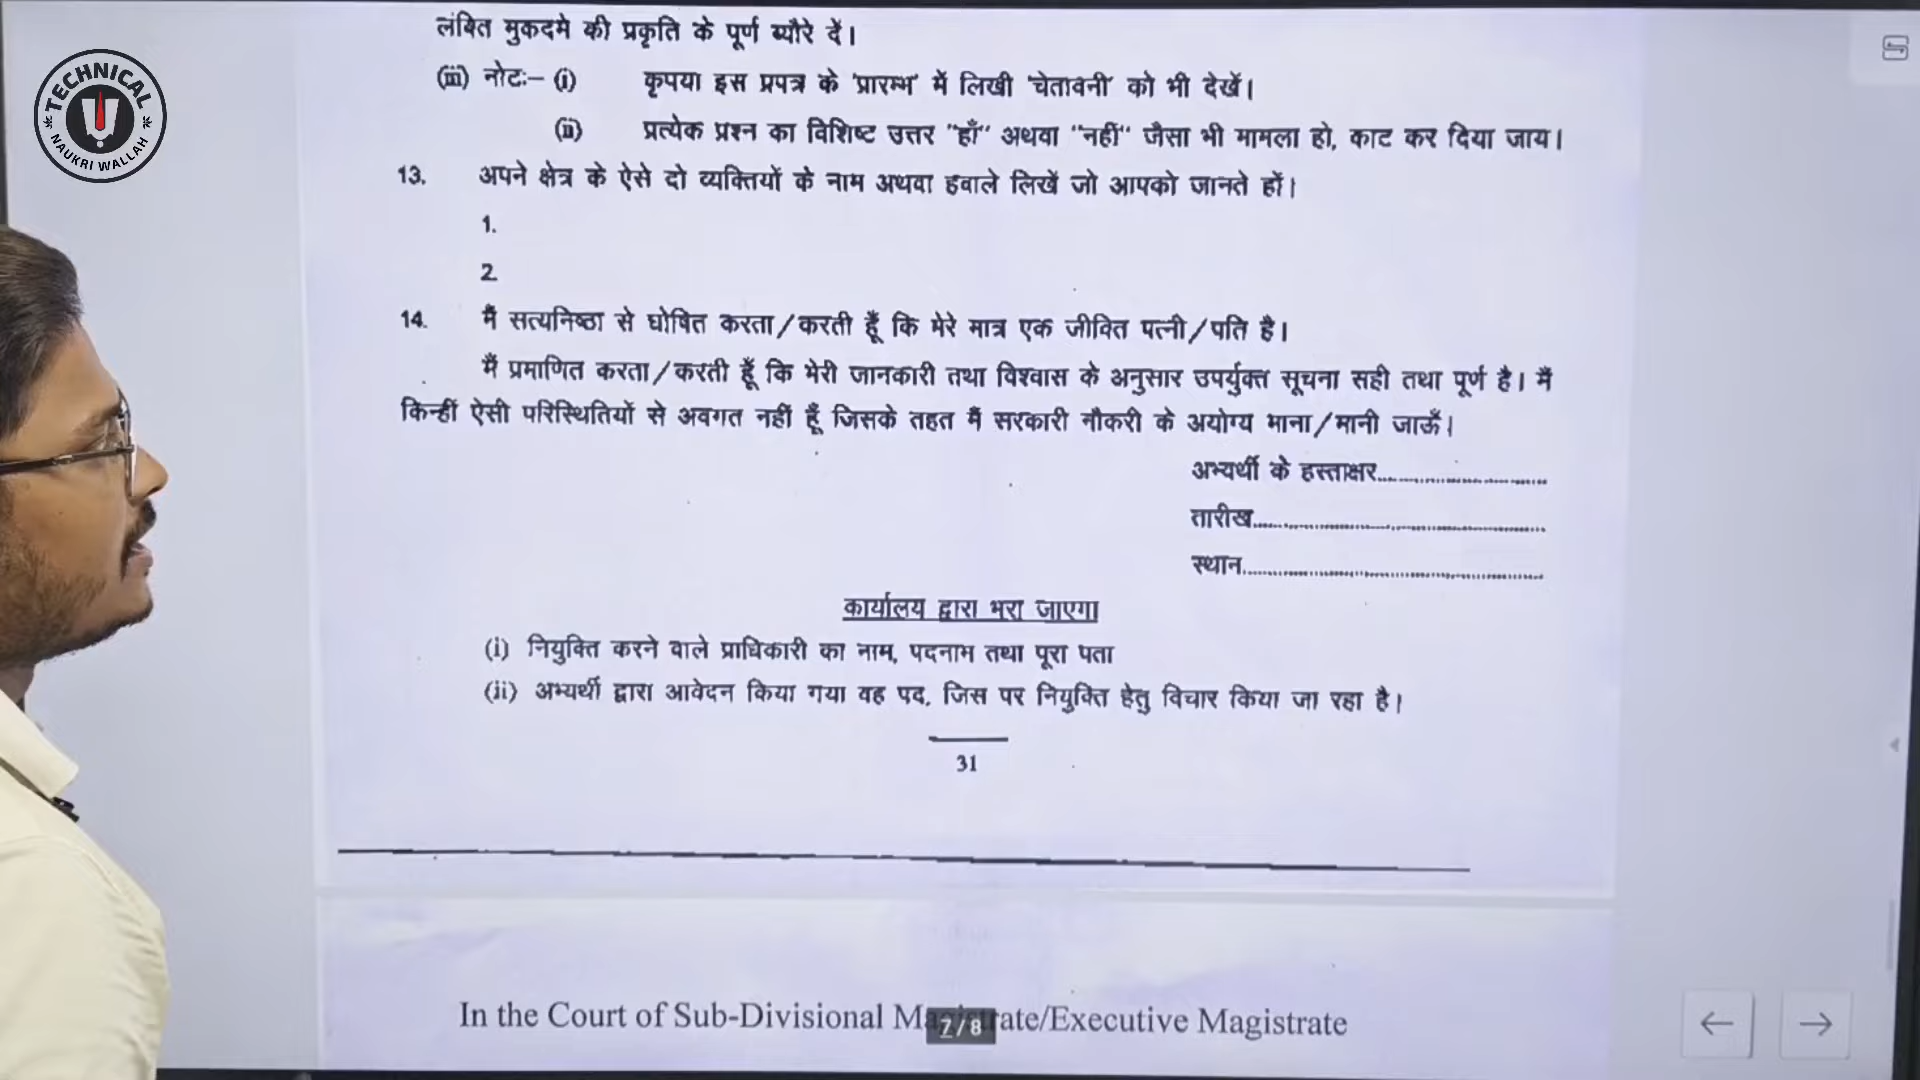 TECHNICAL
NAUKRI WALLAH
लंबित मुकदमे की प्रकृति के पूर्ण ब्यौरे दें।
(iii) नोटः– (i) कृपया इस प्रपत्र के 'प्रारम्भ' में लिखी 'चेतावनी' को भी देखें।
(ii) प्रत्येक प्रश्न का विशिष्ट उत्तर "हाँ" अथवा "नहीं" जैसा भी मामला हो, काट कर दिया जाय।
13. अपने क्षेत्र के ऐसे दो व्यक्तियों के नाम अथवा हवाले लिखें जो आपको जानते हों।
1.
2.
14. मैं सत्यनिष्ठा से घोषित करता/करती हूँ कि मेरे मात्र एक जीवित पत्नी/पति है।
मैं प्रमाणित करता/करती हूँ कि मेरी जानकारी तथा विश्वास के अनुसार उपर्युक्त सूचना सही तथा पूर्ण है। मैं
किन्हीं ऐसी परिस्थितियों से अवगत नहीं हूँ जिसके तहत मैं सरकारी नौकरी के अयोग्य माना/मानी जाऊँ।
अभ्यर्थी के हस्ताक्षर..............................
तारीख..............................
स्थान..............................
कार्यालय द्वारा भरा जाएगा
(i) नियुक्ति करने वाले प्राधिकारी का नाम, पदनाम तथा पूरा पता
(ii) अभ्यर्थी द्वारा आवेदन किया गया वह पद, जिस पर नियुक्ति हेतु विचार किया जा रहा है।
31
In the Court of Sub-Divisional Magistrate/Executive Magistrate
7/8